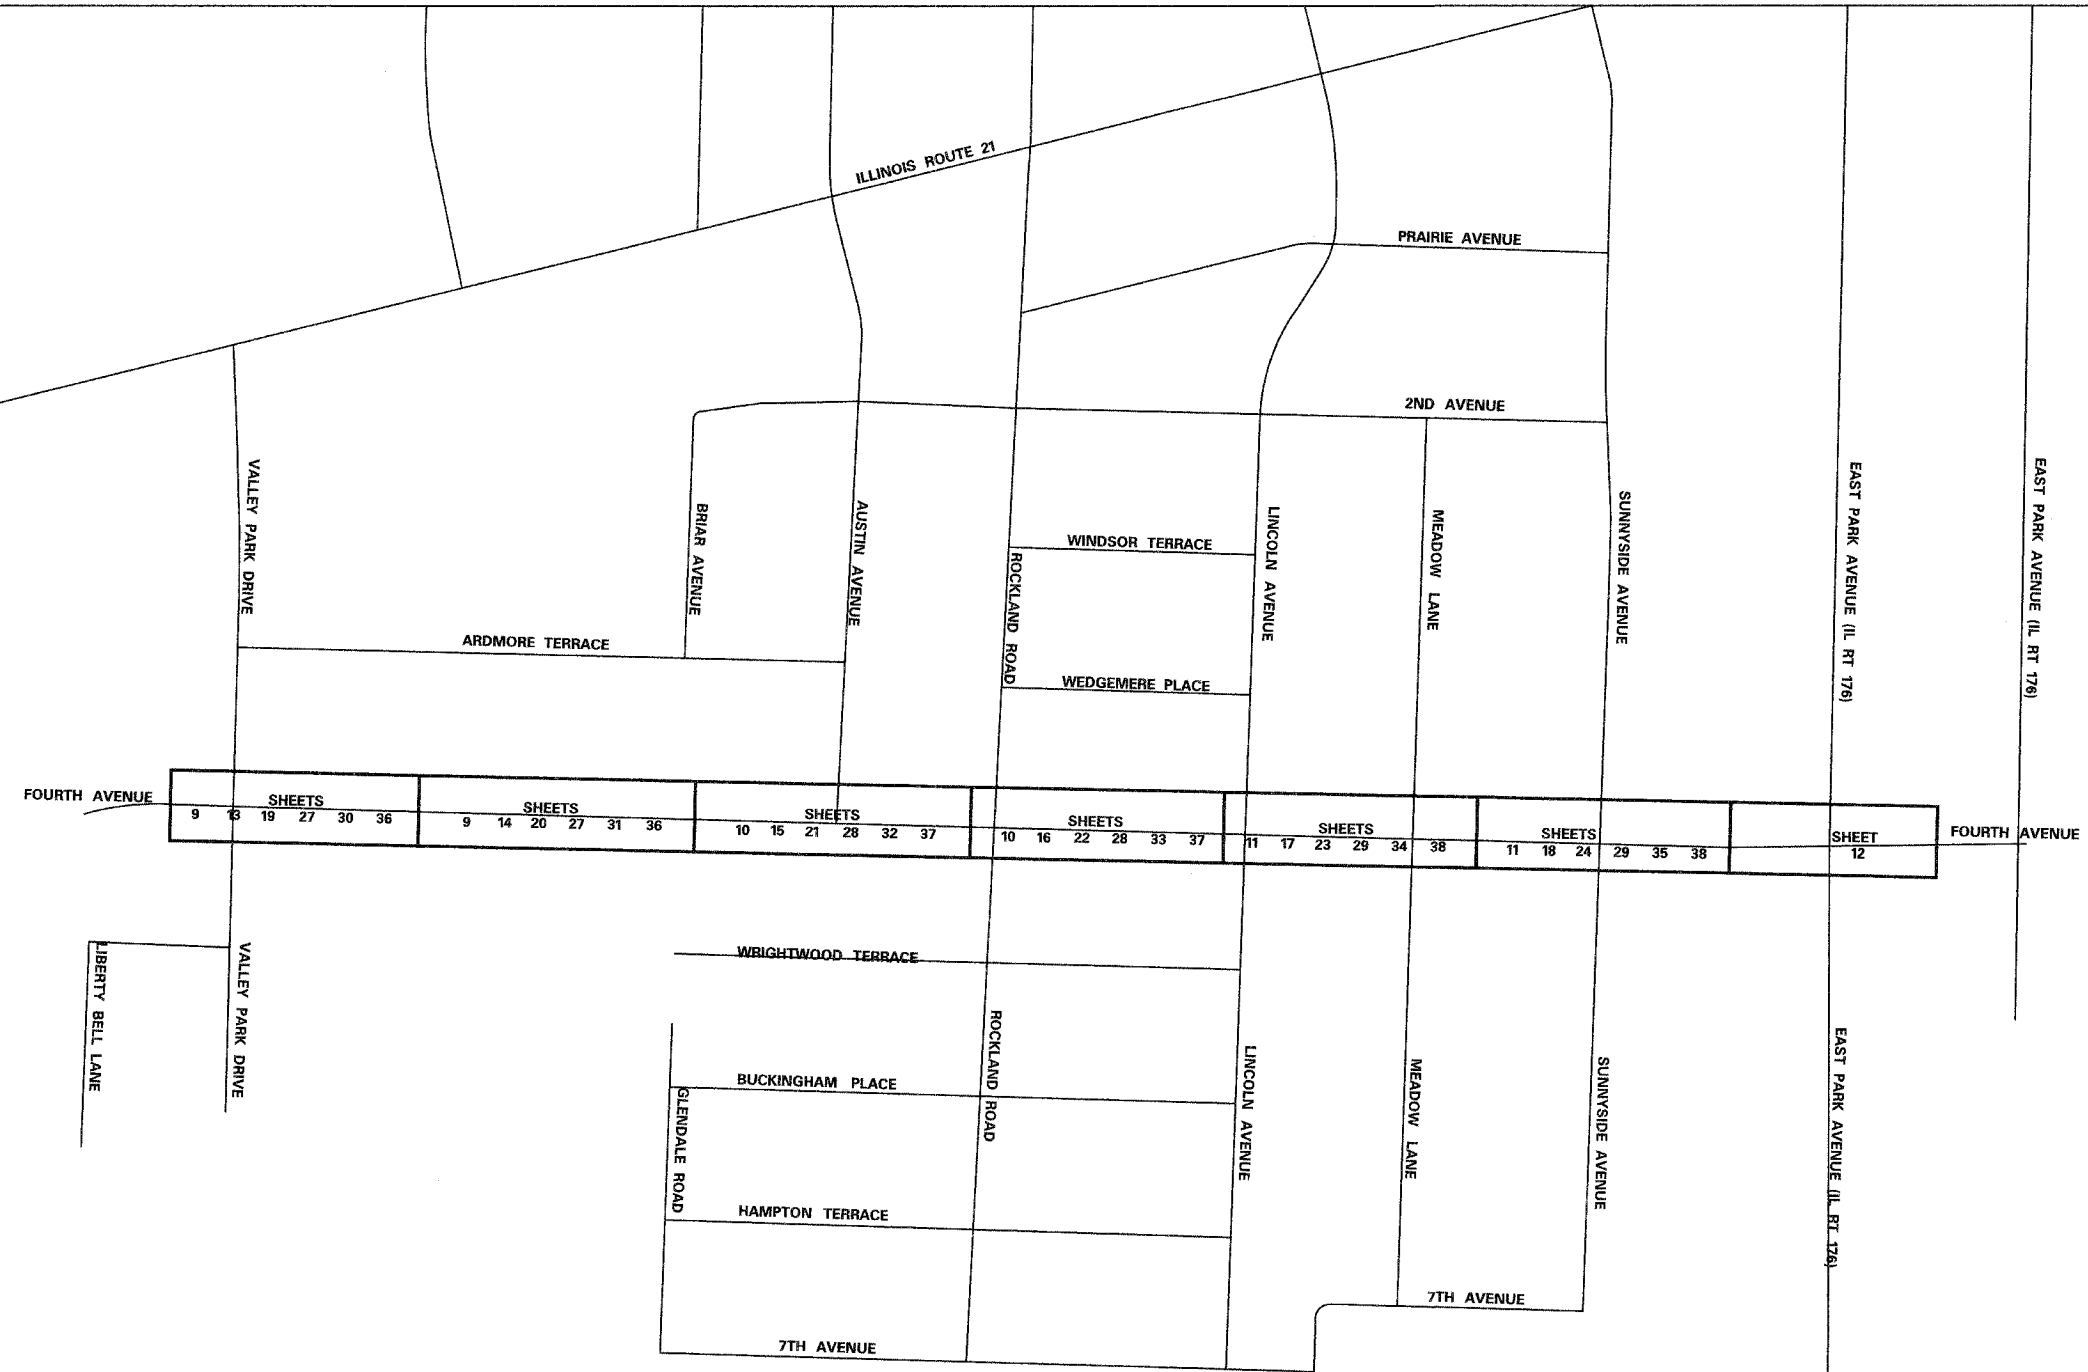 ILLINOIS ROUTE 21
PRAIRIE AVENUE
2ND AVENUE
VALLEY PARK DRIVE
BRIAR AVENUE
AUSTIN AVENUE
ROCKLAND ROAD
WINDSOR TERRACE
LINCOLN AVENUE
MEADOW LANE
SUNNYSIDE AVENUE
EAST PARK AVENUE (IL RT 176)
EAST PARK AVENUE (IL RT 176)
ARDMORE TERRACE
WEDGEMERE PLACE
FOURTH AVENUE
SHEETS
9 13 19 27 30 36
SHEETS
9 14 20 27 31 36
SHEETS
10 15 21 28 32 37
SHEETS
10 16 22 28 33 37
SHEETS
11 17 23 29 34 38
SHEETS
11 18 24 29 35 38
SHEET
12
FOURTH AVENUE
LIBERTY BELL LANE
VALLEY PARK DRIVE
WRIGHTWOOD TERRACE
BUCKINGHAM PLACE
GLENDALE ROAD
ROCKLAND ROAD
LINCOLN AVENUE
MEADOW LANE
SUNNYSIDE AVENUE
EAST PARK AVENUE (IL RT 176)
HAMPTON TERRACE
7TH AVENUE
7TH AVENUE